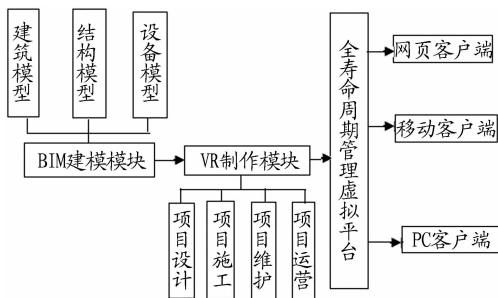 建筑模型
结构模型
设备模型
BIM建模模块
VR制作模块
项目设计
项目施工
项目维护
项目运营
全寿命周期管理虚拟平台
网页客户端
移动客户端
PC客户端